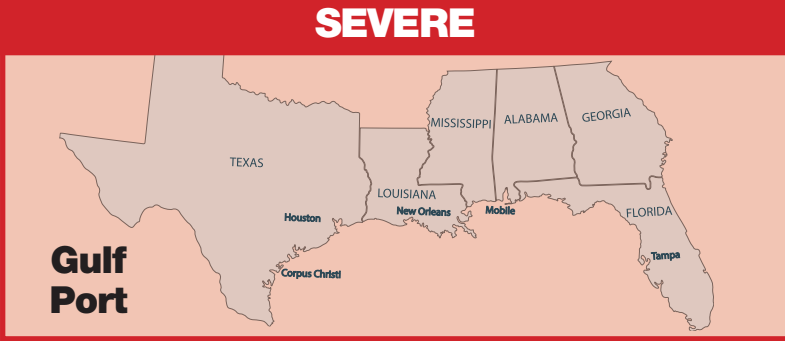 SEVERE
MISSISSIPPI
ALABAMA
GEORGIA
TEXAS
LOUISIANA
New Orleans
Mobile
FLORIDA
Houston
Tampa
Corpus Christi
Gulf
Port